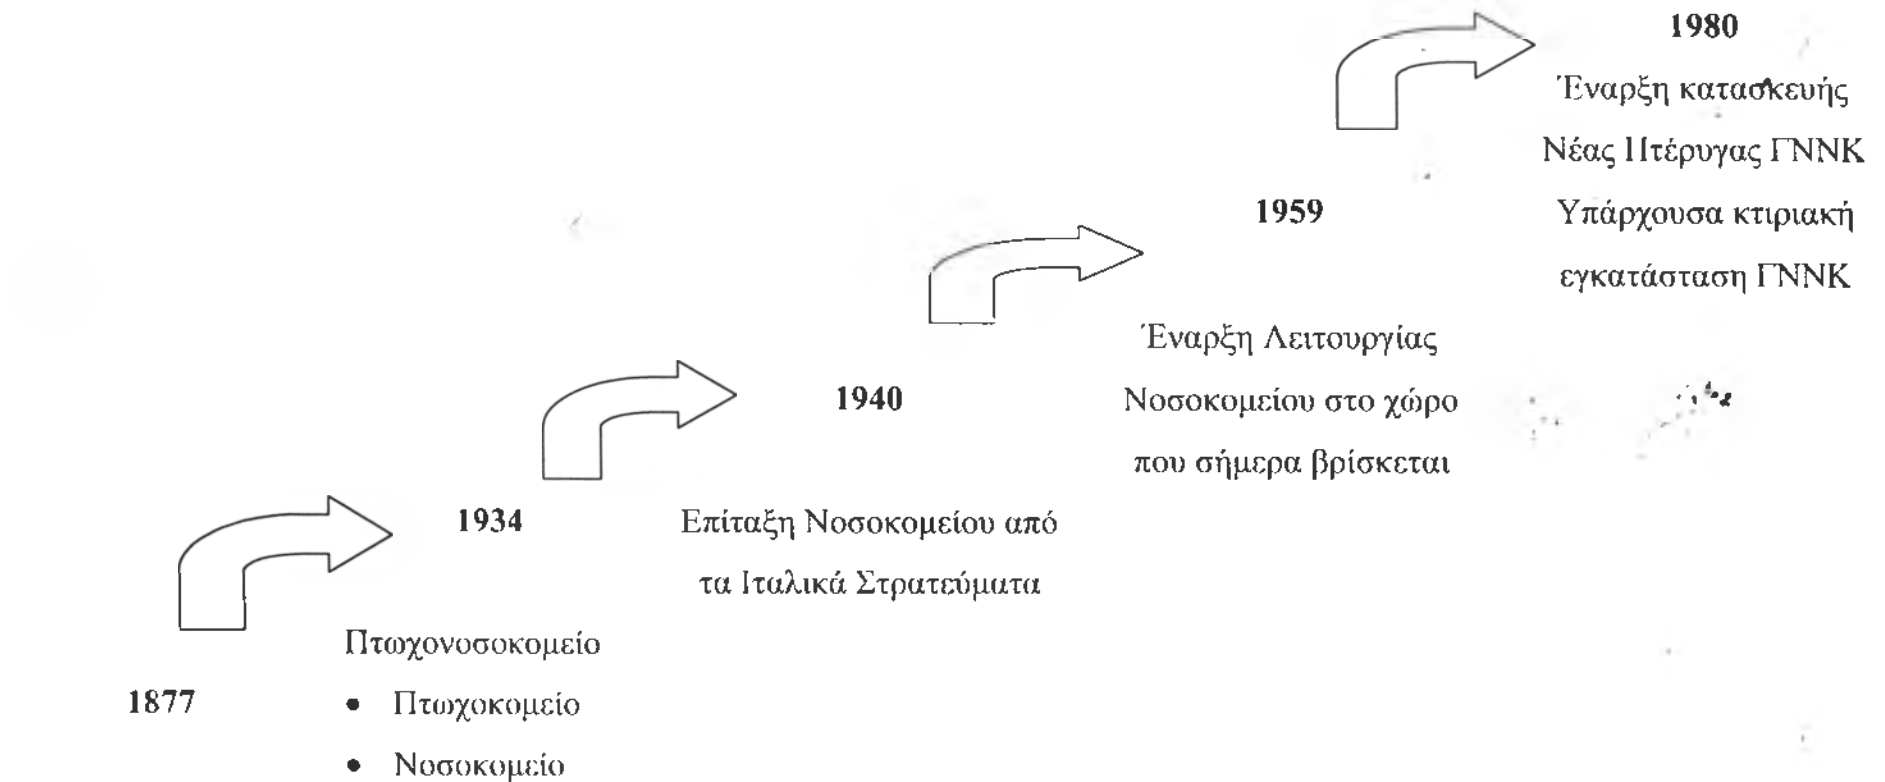 1980
Έναρξη κατασκευής
Νέας Πτέρυγας ΓΝΝΚ
Υπάρχουσα κτιριακή
εγκατάσταση ΓΝΝΚ
1959
Έναρξη Λειτουργίας
Νοσοκομείου στο χώρο
που σήμερα βρίσκεται
1940
Επίταξη Νοσοκομείου από
τα Ιταλικά Στρατεύματα
1934
Πτωχονοσοκομείο
• Πτωχοκομείο
• Νοσοκομείο
1877